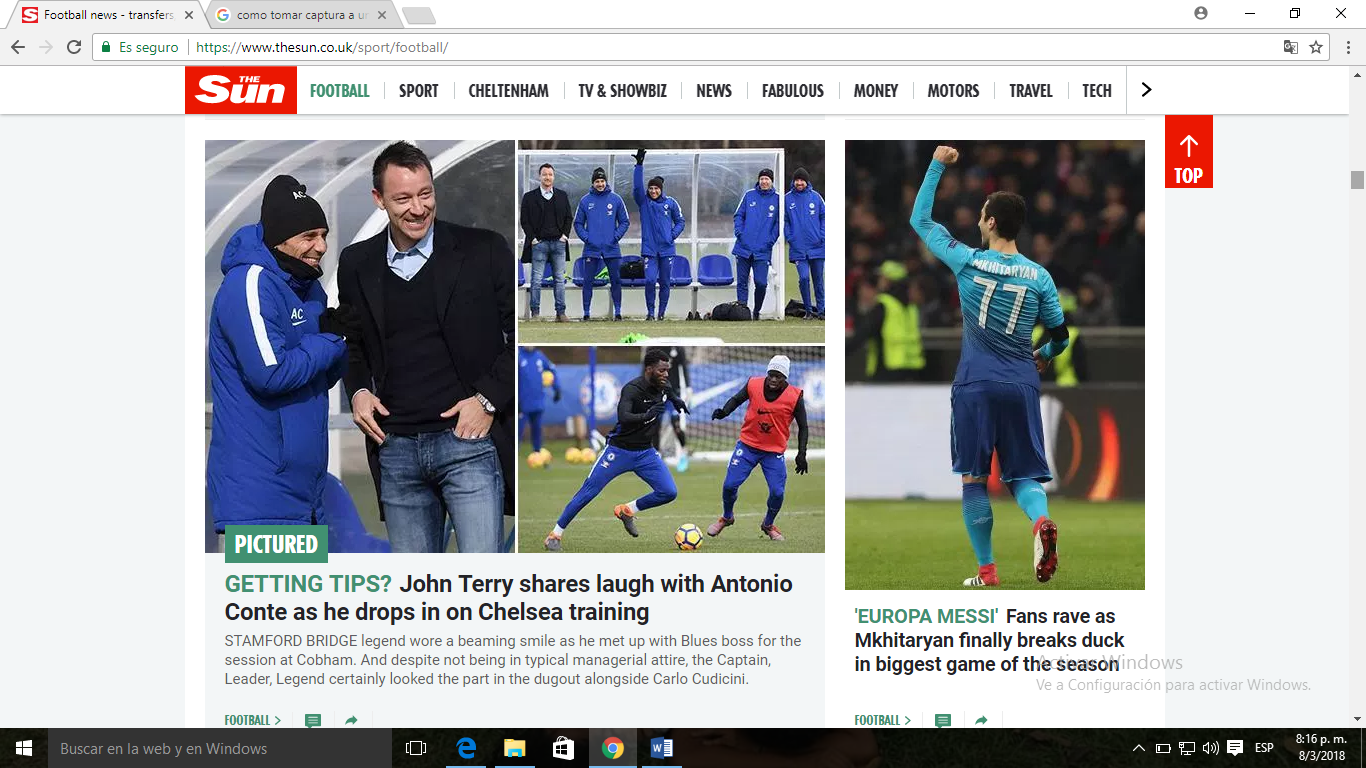 Football news - transfers
como tomar captura a un
Es seguro
https://www.thesun.co.uk/sport/football/
THE
Sun
FOOTBALL
SPORT
CHELTENHAM
TV & SHOWBIZ
NEWS
FABULOUS
MONEY
MOTORS
TRAVEL
TECH
TOP
AC
AC
MKHITARYAN
77
PICTURED
GETTING TIPS? John Terry shares laugh with Antonio
Conte as he drops in on Chelsea training
STAMFORD BRIDGE legend wore a beaming smile as he met up with Blues boss for the
session at Cobham. And despite not being in typical managerial attire, the Captain,
Leader, Legend certainly looked the part in the dugout alongside Carlo Cudicini.
FOOTBALL >
'EUROPA MESSI' Fans rave as
Mkhitaryan finally breaks duck
in biggest game of the season
FOOTBALL >
Activar Windows
Ve a Configuración para activar Windows.
Buscar en la web y en Windows
ESP
8:16 p. m.
8/3/2018